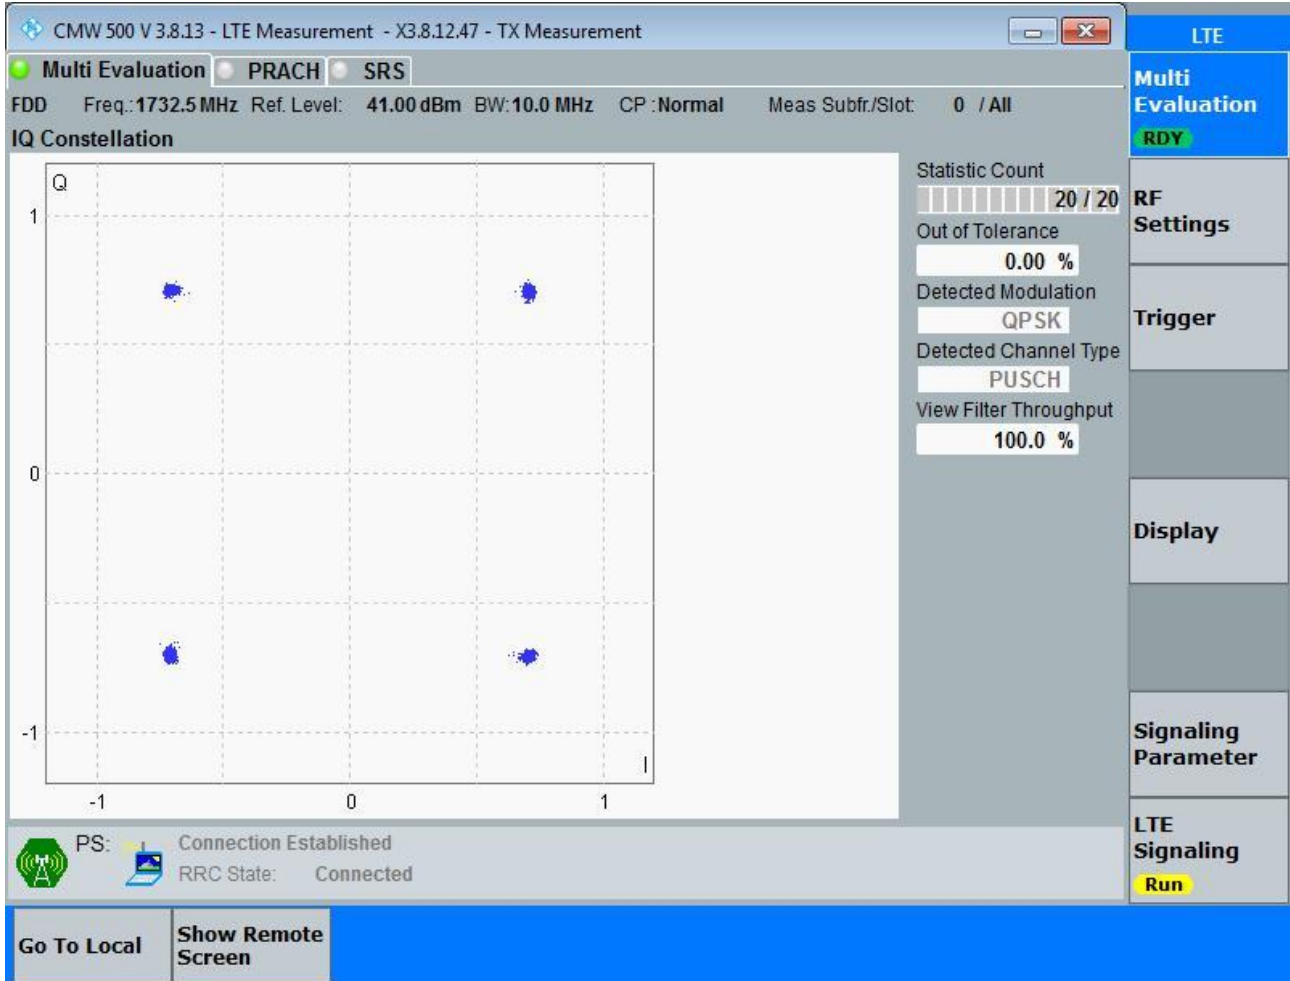 CMW 500 V 3.8.13 - LTE Measurement - X3.8.12.47 - TX Measurement
LTE
Multi Evaluation PRACH SRS
FDD Freq.:1732.5 MHz Ref. Level: 41.00 dBm BW:10.0 MHz CP :Normal Meas Subfr./Slot: 0 / All
IQ Constellation
Q
1
0
-1
-1 0 1
I
Statistic Count
20 / 20
Out of Tolerance
0.00 %
Detected Modulation
QPSK
Detected Channel Type
PUSCH
View Filter Throughput
100.0 %
Multi
Evaluation
RDY
RF
Settings
Trigger
Display
Signaling
Parameter
LTE
Signaling
Run
PS: Connection Established
RRC State: Connected
Go To Local
Show Remote
Screen